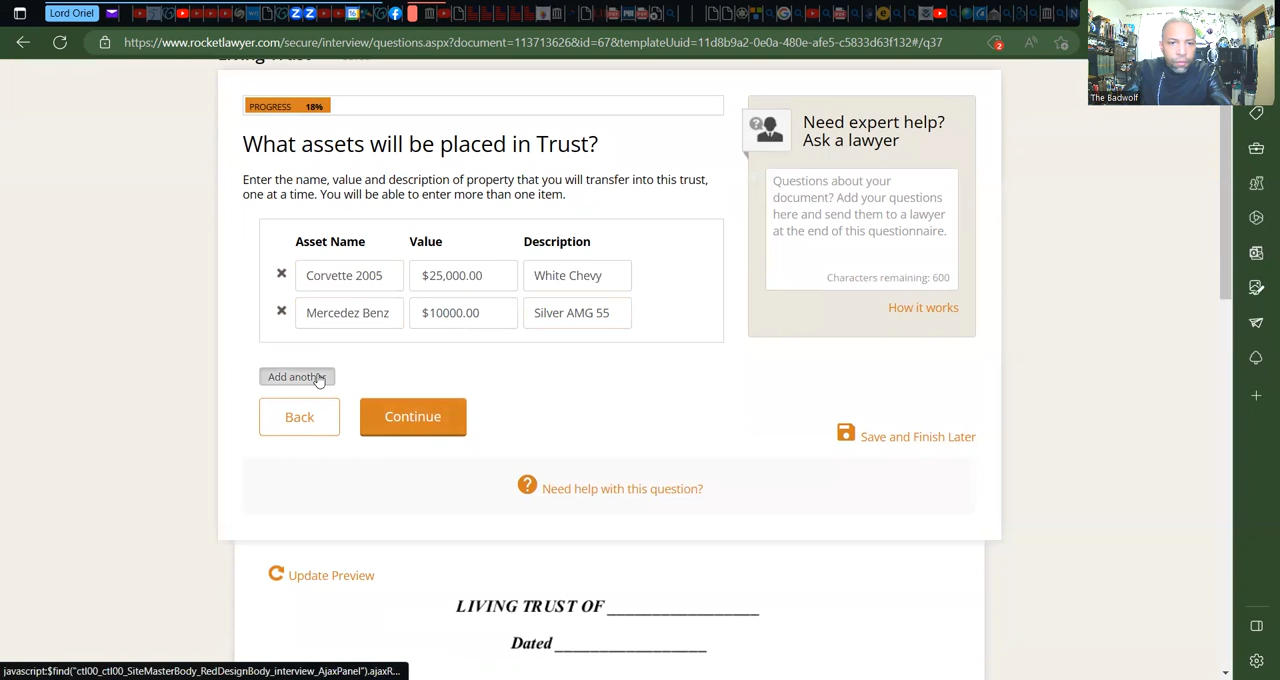 Lord Oriel
https://www.rocketlawyer.com/secure/interview/questions.aspx?document=113713626&id=67&templateUuid=11d8b9a2-0e0a-480e-afe5-c5833d63f132#/q37
2
The Badwolf
PROGRESS 18%
What assets will be placed in Trust?
Enter the name, value and description of property that you will transfer into this trust,
one at a time. You will be able to enter more than one item.
Asset Name Value Description
Corvette 2005 $25,000.00 White Chevy
Mercedez Benz $10000.00 Silver AMG 55
Add another
Back Continue
Save and Finish Later
Need help with this question?
Need expert help?
Ask a lawyer
Questions about your
document? Add your questions
here and send them to a lawyer
at the end of this questionnaire.
Characters remaining: 600
How it works
Update Preview
LIVING TRUST OF
Dated
javascript:$find("ctl00_ctl00_SiteMasterBody_RedDesignBody_interview_AjaxPanel").ajaxR...